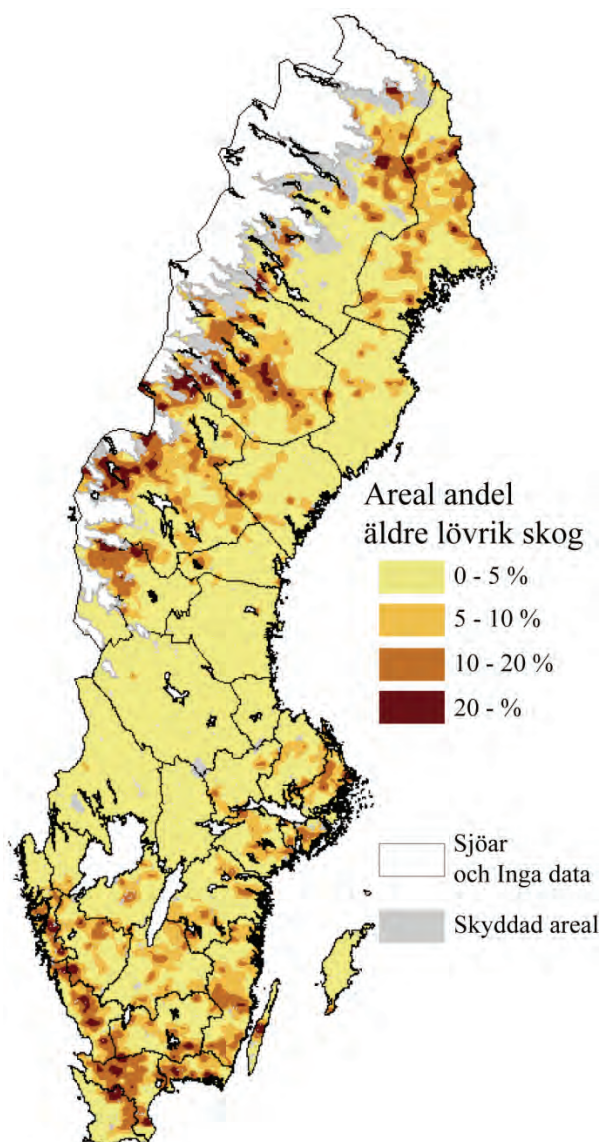 Areal andel
äldre lövrik skog
0 - 5 %
5 - 10 %
10 - 20 %
20 - %
Sjöar
och Inga data
Skyddad areal